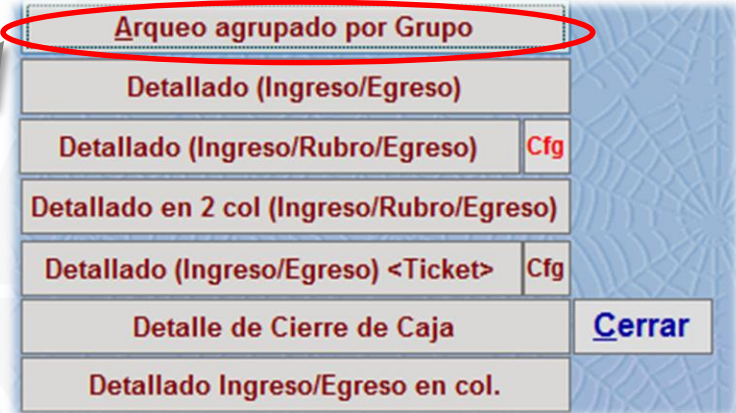 Arqueo agrupado por Grupo
Detallado (Ingreso/Egreso)
Detallado (Ingreso/Rubro/Egreso) Cfg
Detallado en 2 col (Ingreso/Rubro/Egreso)
Detallado (Ingreso/Egreso) <Ticket> Cfg
Detalle de Cierre de Caja Cerrar
Detallado Ingreso/Egreso en col.